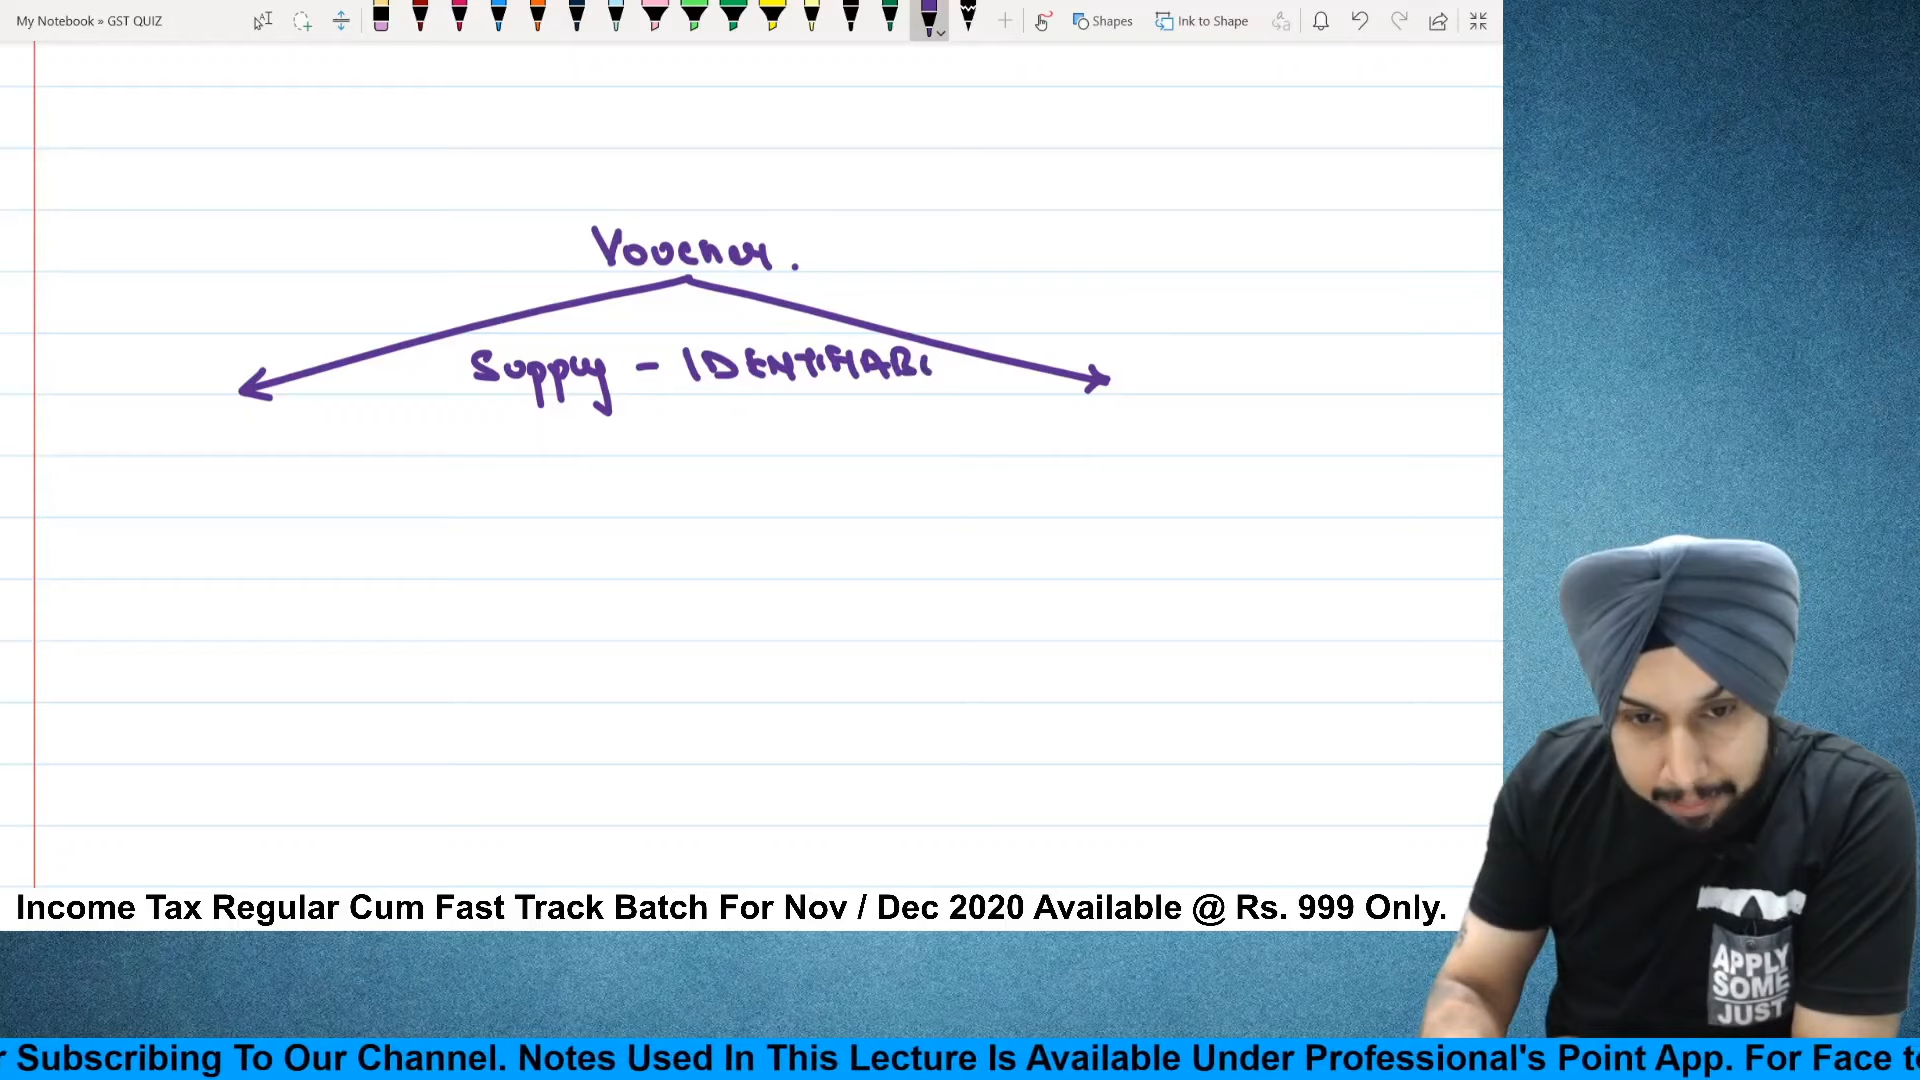 My Notebook » GST QUIZ
Shapes
Ink to Shape
Voucher.
Supply - IDENTIFIABL
Income Tax Regular Cum Fast Track Batch For Nov / Dec 2020 Available @ Rs. 999 Only.
APPLY
SOME
JUST
r Subscribing To Our Channel. Notes Used In This Lecture Is Available Under Professional's Point App. For Face to